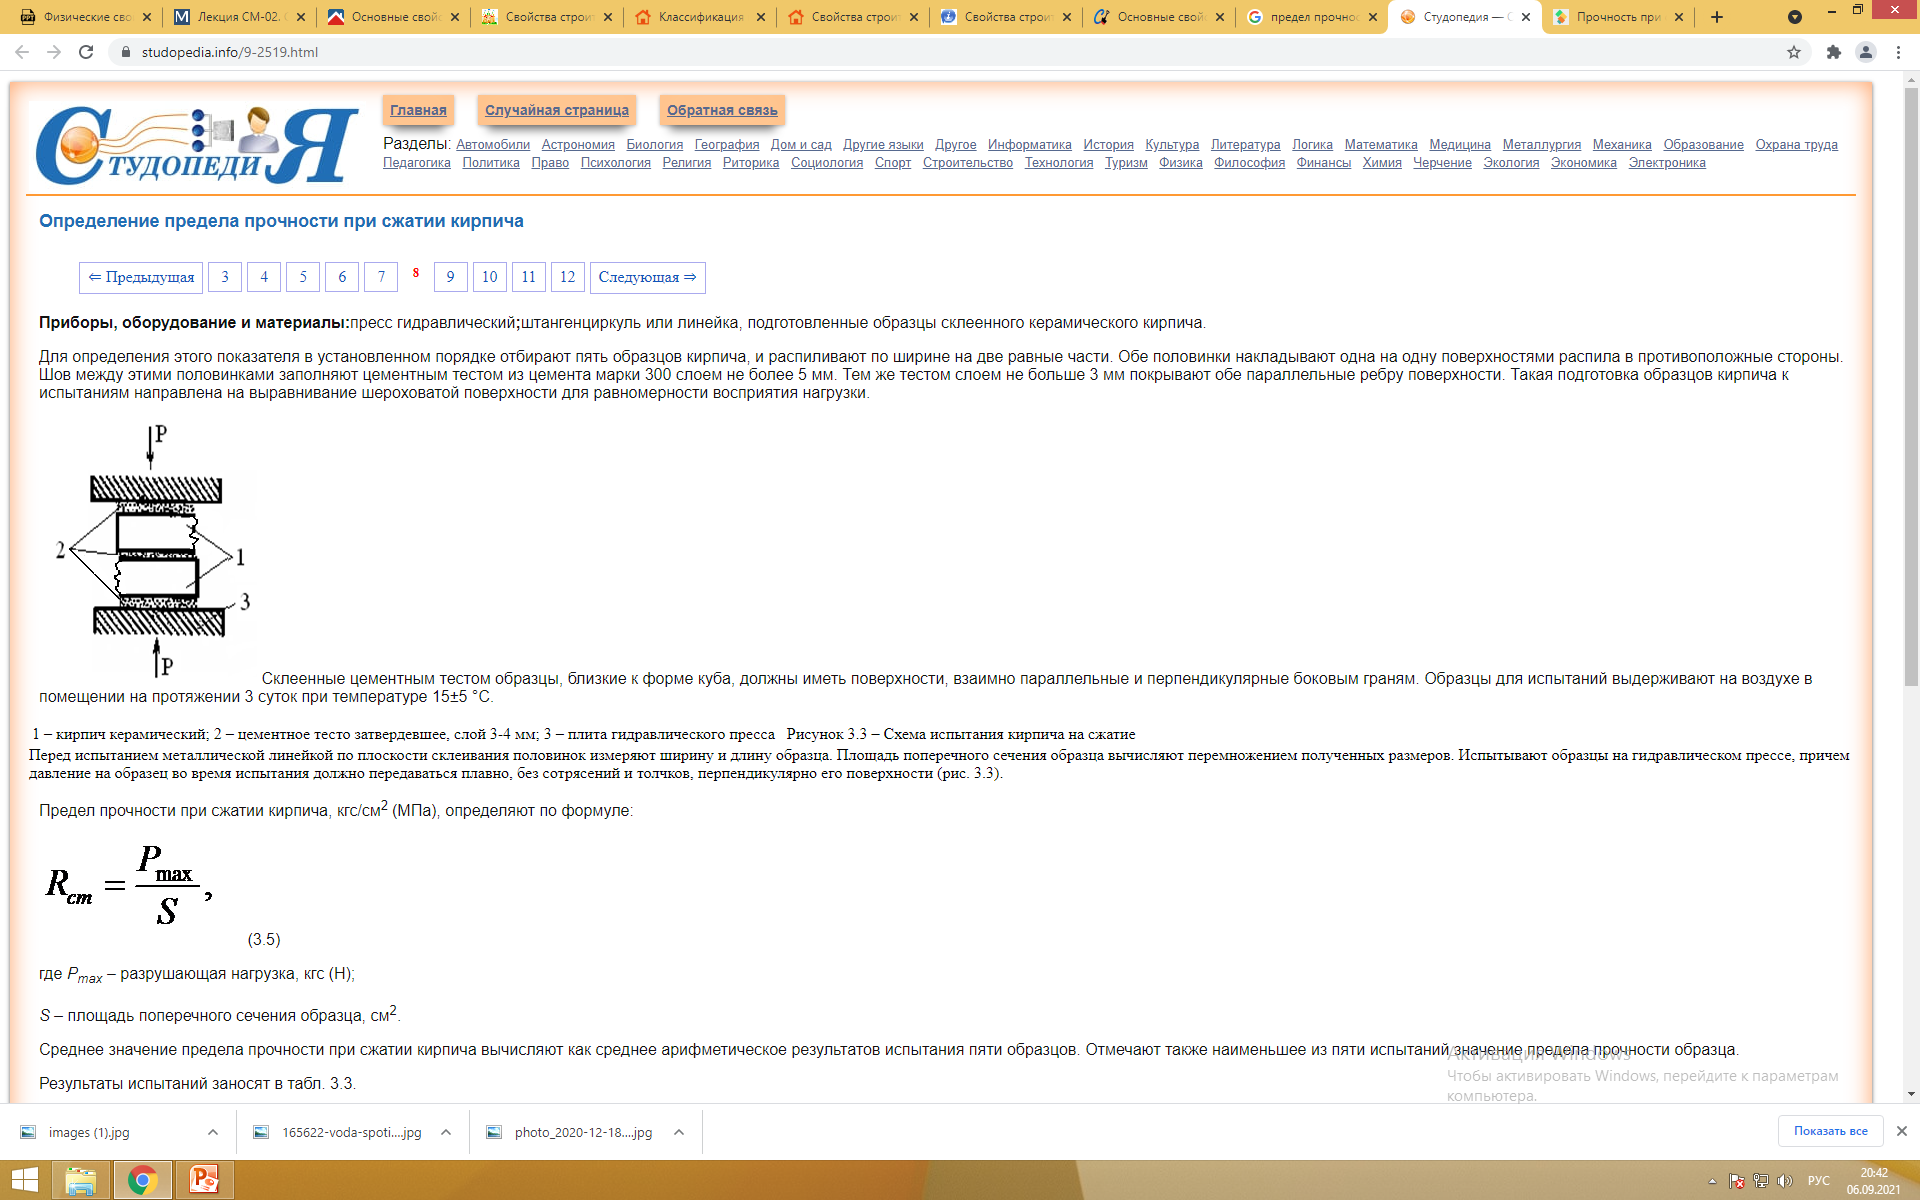 Физические сво
Лекция СМ-02. 
Основные свой
Свойства строит
Классификация
Свойства строит
Свойства строит
Основные свой
предел прочнос
Студопедия — С
Прочность при
studopedia.info/9-2519.html
СтудопедиЯ
Главная Случайная страница Обратная связь
Разделы: Автомобили Астрономия Биология География Дом и сад Другие языки Другое Информатика История Культура Литература Логика Математика Медицина Металлургия Механика Образование Охрана труда
Педагогика Политика Право Психология Религия Риторика Социология Спорт Строительство Технология Туризм Физика Философия Финансы Химия Черчение Экология Экономика Электроника
Определение предела прочности при сжатии кирпича
⇐ Предыдущая 3 4 5 6 7 8 9 10 11 12 Следующая ⇒
Приборы, оборудование и материалы:пресс гидравлический;штангенциркуль или линейка, подготовленные образцы склеенного керамического кирпича.
Для определения этого показателя в установленном порядке отбирают пять образцов кирпича, и распиливают по ширине на две равные части. Обе половинки накладывают одна на одну поверхностями распила в противоположные стороны.
Шов между этими половинками заполняют цементным тестом из цемента марки 300 слоем не более 5 мм. Тем же тестом слоем не больше 3 мм покрывают обе параллельные ребру поверхности. Такая подготовка образцов кирпича к
испытаниям направлена на выравнивание шероховатой поверхности для равномерности восприятия нагрузки.
P
2
1
3
P
Склеенные цементным тестом образцы, близкие к форме куба, должны иметь поверхности, взаимно параллельные и перпендикулярные боковым граням. Образцы для испытаний выдерживают на воздухе в
помещении на протяжении 3 суток при температуре 15±5 °С.
1 – кирпич керамический; 2 – цементное тесто затвердевшее, слой 3-4 мм; 3 – плита гидравлического пресса Рисунок 3.3 – Схема испытания кирпича на сжатие
Перед испытанием металлической линейкой по плоскости склеивания половинок измеряют ширину и длину образца. Площадь поперечного сечения образца вычисляют перемножением полученных размеров. Испытывают образцы на гидравлическом прессе, причем
давление на образец во время испытания должно передаваться плавно, без сотрясений и толчков, перпендикулярно его поверхности (рис. 3.3).
Предел прочности при сжатии кирпича, кгс/см2 (МПа), определяют по формуле:
Rст = Pmax / S ,
(3.5)
где Pmax – разрушающая нагрузка, кгс (Н);
S – площадь поперечного сечения образца, см2.
Среднее значение предела прочности при сжатии кирпича вычисляют как среднее арифметическое результатов испытания пяти образцов. Отмечают также наименьшее из пяти испытаний значение предела прочности образца.
Результаты испытаний заносят в табл. 3.3.
Активация Windows
Чтобы активировать Windows, перейдите к параметрам
компьютера.
images (1).jpg
165622-voda-spoti....jpg
photo_2020-12-18....jpg
Показать все
РУС
20:42
06.09.2021